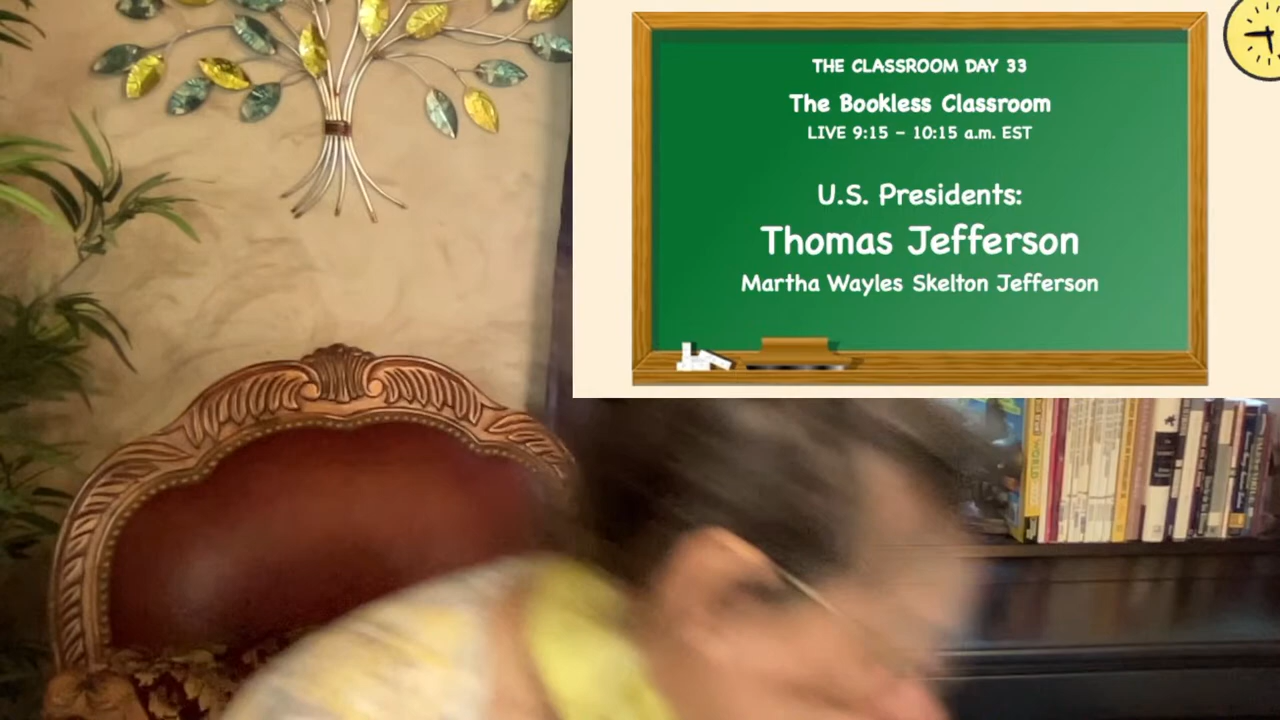 THE CLASSROOM DAY 33
The Bookless Classroom
LIVE 9:15 – 10:15 a.m. EST
U.S. Presidents:
Thomas Jefferson
Martha Wayles Skelton Jefferson